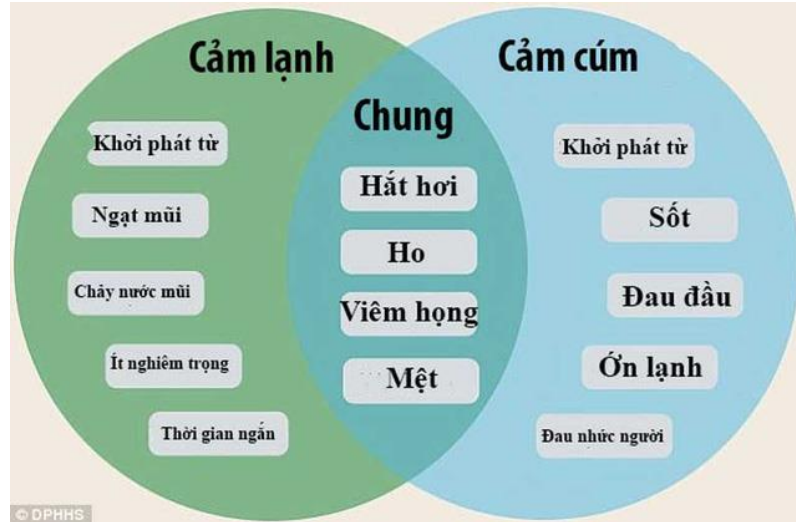 Cảm lạnh
Khởi phát từ
Ngạt mũi
Chảy nước mũi
Ít nghiêm trọng
Thời gian ngắn
Chung
Hắt hơi
Ho
Viêm họng
Mệt
Cảm cúm
Khởi phát từ
Sốt
Đau đầu
Ớn lạnh
Đau nhức người
© DPHHS